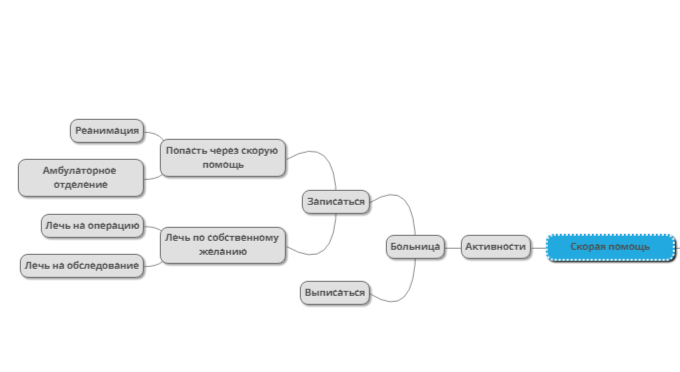 Реанимация
Попасть через скорую
помощь
Амбулаторное
отделение
Записаться
Лечь на операцию
Лечь по собственному
желанию
Лечь на обследование
Больница
Активности
Скорая помощь
Выписаться